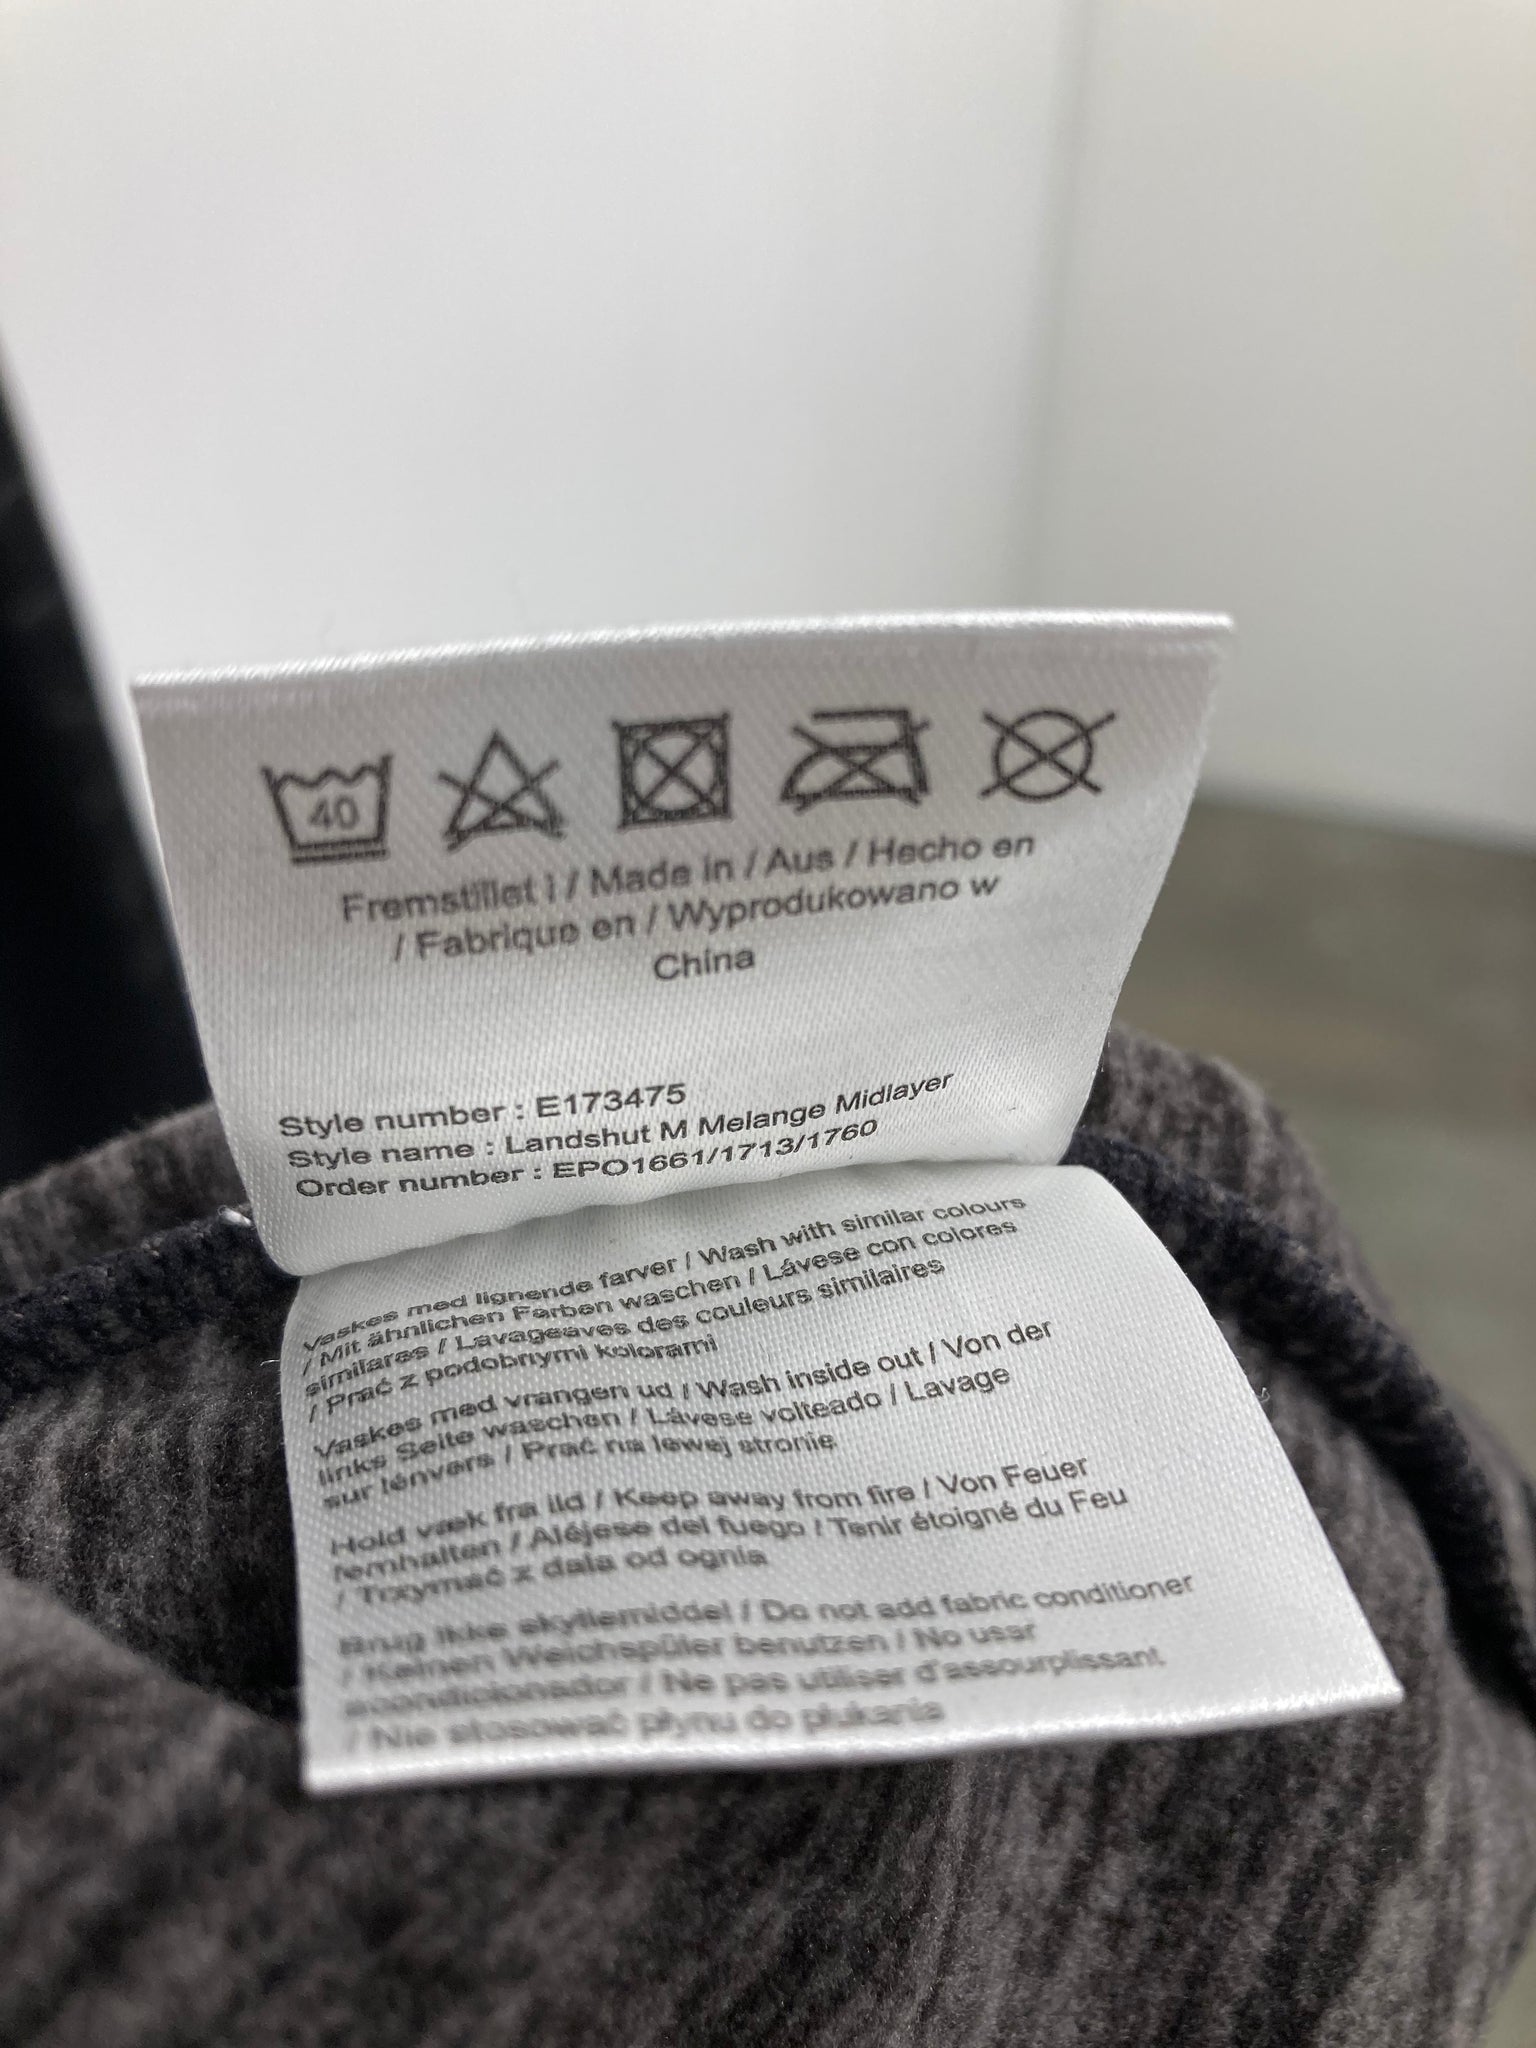 40
Fremstillet i / Made in / Aus / Hecho en
/ Fabrique en / Wyprodukowano w
China
Style number : E173475
Style name : Landshut M Melange Midlayer
Order number : EPO1661/1713/1760
Vaskes med lignende farver / Wash with similar colours
/ Mit ähnlichen Farben waschen / Lávese con colores
similares / Lavageaves des couleurs similaires
/ Prać z podobnymi kolorami
Vaskes med vrangen ud / Wash inside out / Von der
links Seite waschen / Lávese volteado / Lavage
sur lénvers / Prać na lewej stronie
Hold væk fra ild / Keep away from fire / Von Feuer
fernhalten / Aléjese del fuego / Tenir étoigné du Feu
/ Trzymać z dala od ognia
Brug ikke skyllemiddel / Do not add fabric conditioner
/ Keinen Weichspüler benutzen / No usar
acondicionador / Ne pas utiliser d'assourplissant
/ Nie stosować płynu do płukania